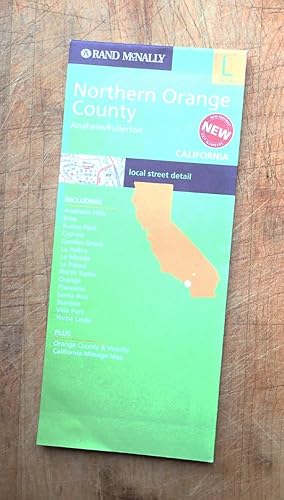 RAND MCNALLY
L
Northern Orange
County
Anaheim/Fullerton
NEW
CALIFORNIA
local street detail
INCLUDING
Anaheim Hills
Brea
Buena Park
Cypress
Garden Grove
La Habra
La Mirada
La Palma
North Tustin
Orange
Placentia
Santa Ana
Stanton
Villa Park
Yorba Linda
PLUS
Orange County & Vicinity
California Mileage Map